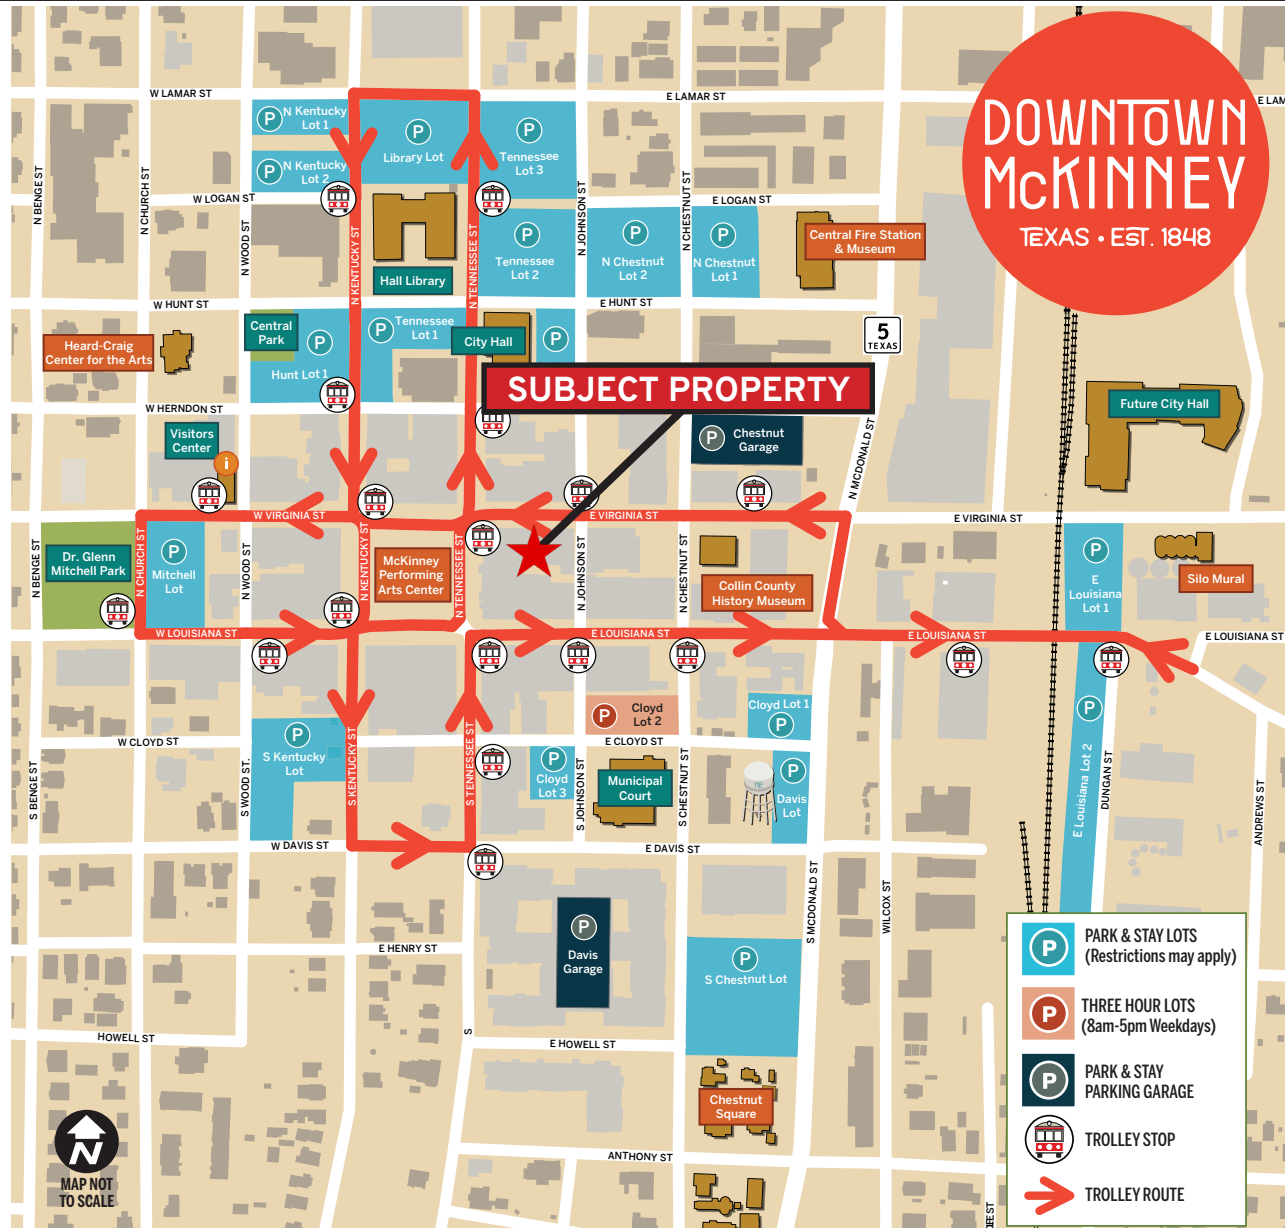 DOWNTOWN
McKINNEY
TEXAS • EST. 1848
W LAMAR ST
E LAMAR ST
E LAM
P
N Kentucky
Lot 1
P
Library Lot
P
Tennessee
Lot 3
P
N Kentucky
Lot 2
N BENGE ST
N CHURCH ST
W LOGAN ST
E LOGAN ST
N WOOD ST
N KENTUCKY ST
N TENNESSEE ST
N JOHNSON ST
N CHESTNUT ST
Hall Library
P
Tennessee
Lot 2
P
N Chestnut
Lot 2
P
N Chestnut
Lot 1
Central Fire Station
& Museum
W HUNT ST
E HUNT ST
Heard-Craig
Center for the Arts
Central
Park
P
Hunt Lot 1
P
Tennessee
Lot 1
City Hall
P
5
TEXAS
SUBJECT PROPERTY
Future City Hall
W HERNDON ST
Visitors
Center
i
P
Chestnut
Garage
N MCDONALD ST
W VIRGINIA ST
E VIRGINIA ST
E VIRGINIA ST
N BENGE ST
Dr. Glenn
Mitchell Park
N CHURCH ST
P
Mitchell
Lot
N WOOD ST
N KENTUCKY ST
McKinney
Performing
Arts Center
N TENNESSEE ST
N JOHNSON ST
N CHESTNUT ST
Collin County
History Museum
P
E
Louisiana
Lot 1
Silo Mural
W LOUISIANA ST
E LOUISIANA ST
E LOUISIANA ST
E LOUISIANA ST
P
Cloyd
Lot 2
Cloyd Lot 1
P
P
E Louisiana Lot 2
W CLOYD ST
E CLOYD ST
P
S Kentucky
Lot
S BENGE ST
S WOOD ST.
S KENTUCKY ST
S TENNESSEE ST
P
Cloyd
Lot 3
S JOHNSON ST
Municipal
Court
S CHESTNUT ST
P
Davis
Lot
DUNGAN ST
ANDREWS ST
W DAVIS ST
E DAVIS ST
S MCDONALD ST
WILCOX ST
P
Davis
Garage
E HENRY ST
P
S Chestnut Lot
HOWELL ST
S
E HOWELL ST
Chestnut
Square
ANTHONY ST
N
MAP NOT
TO SCALE
P
PARK & STAY LOTS
(Restrictions may apply)
P
THREE HOUR LOTS
(8am-5pm Weekdays)
P
PARK & STAY
PARKING GARAGE
TROLLEY STOP
TROLLEY ROUTE